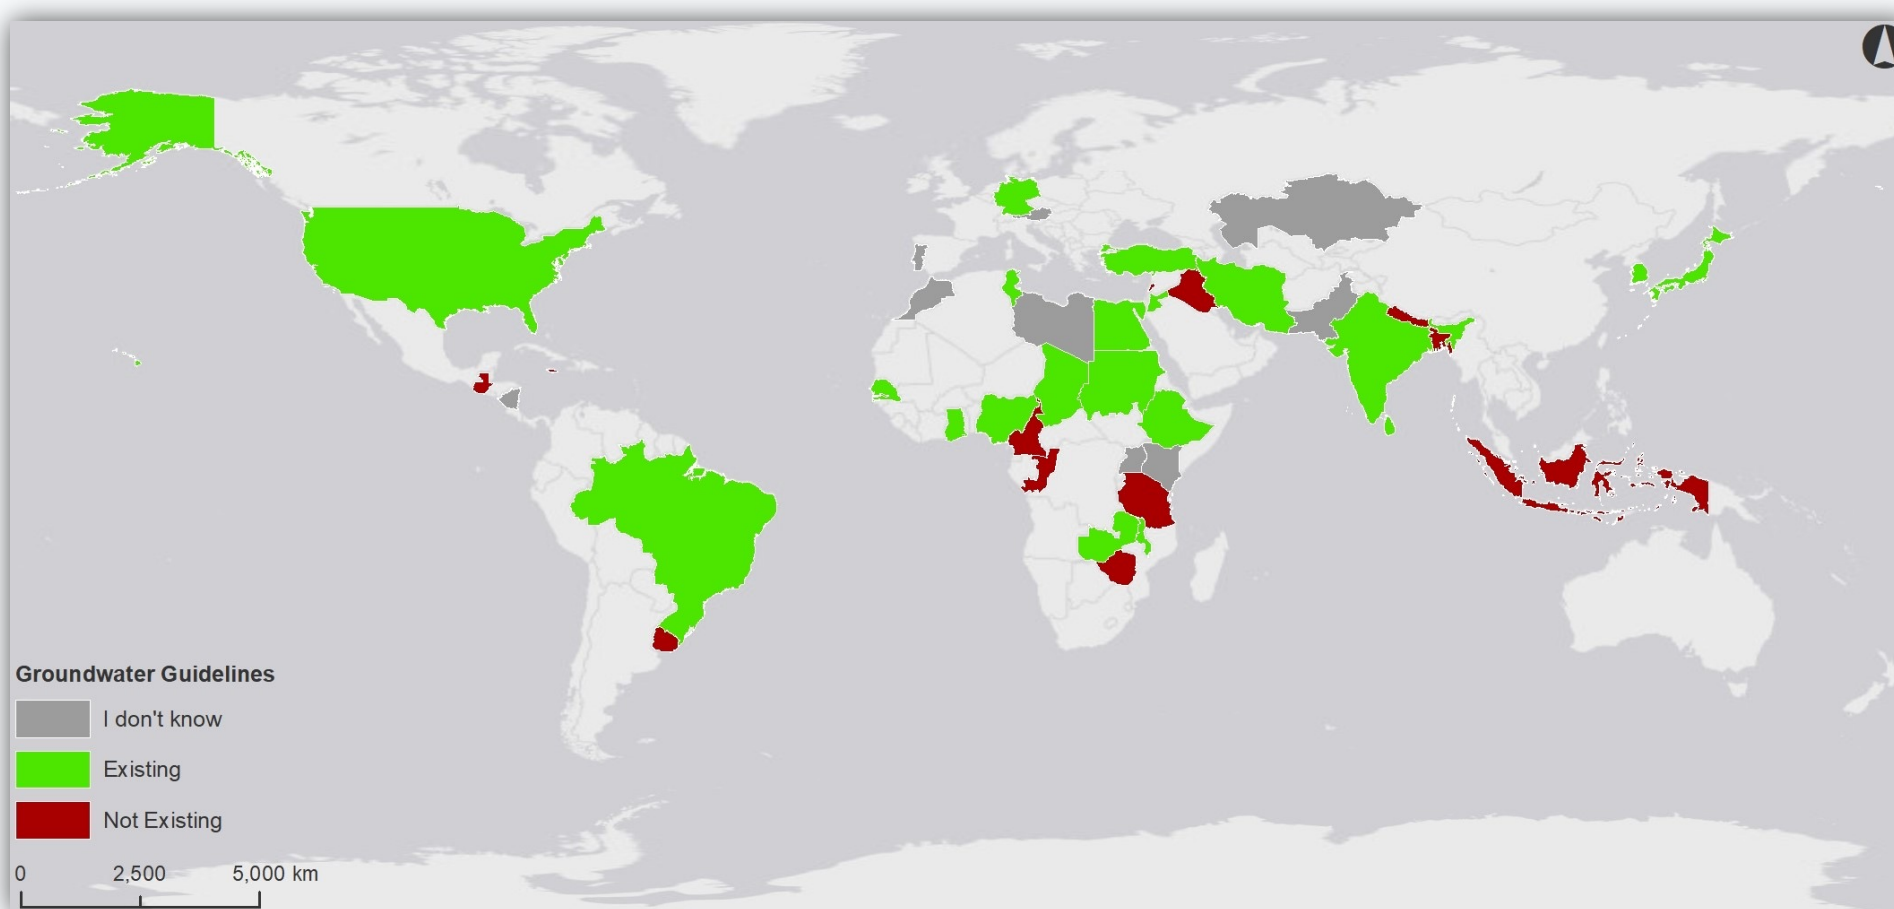 Groundwater Guidelines
I don't know
Existing
Not Existing
0 2,500 5,000 km